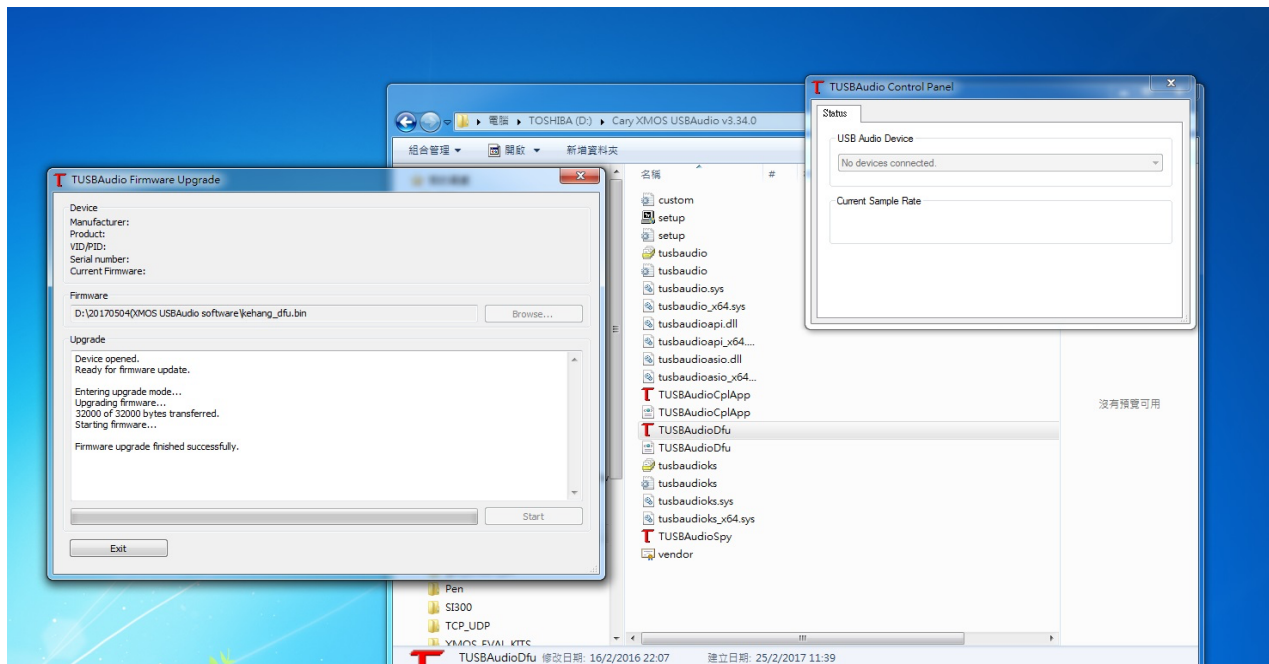 TUSBAudio Control Panel
Status
USB Audio Device
No devices connected.
Current Sample Rate
電腦 ▸ TOSHIBA (D:) ▸ Cary XMOS USBAudio v3.34.0
組合管理 開啟 新增資料夾
名稱 #
custom
setup
setup
tusbaudio
tusbaudio
tusbaudio.sys
tusbaudio_x64.sys
tusbaudioapi.dll
tusbaudioapi_x64....
tusbaudioasio.dll
tusbaudioasio_x64...
TUSBAudioCplApp
TUSBAudioCplApp
TUSBAudioDfu
TUSBAudioDfu
tusbaudioks
tusbaudioks
tusbaudioks.sys
tusbaudioks_x64.sys
TUSBAudioSpy
vendor
沒有預覽可用
TUSBAudio Firmware Upgrade
Device
Manufacturer:
Product:
VID/PID:
Serial number:
Current Firmware:
Firmware
D:\20170504(XMOS USBAudio software\kehang_dfu.bin
Browse...
Upgrade
Device opened.
Ready for firmware update.
Entering upgrade mode...
Upgrading firmware...
32000 of 32000 bytes transferred.
Starting firmware...
Firmware upgrade finished successfully.
Start
Exit
Pen
SI300
TCP_UDP
XMOS_EVAL_KITS
TUSBAudioDfu 修改日期: 16/2/2016 22:07 建立日期: 25/2/2017 11:39